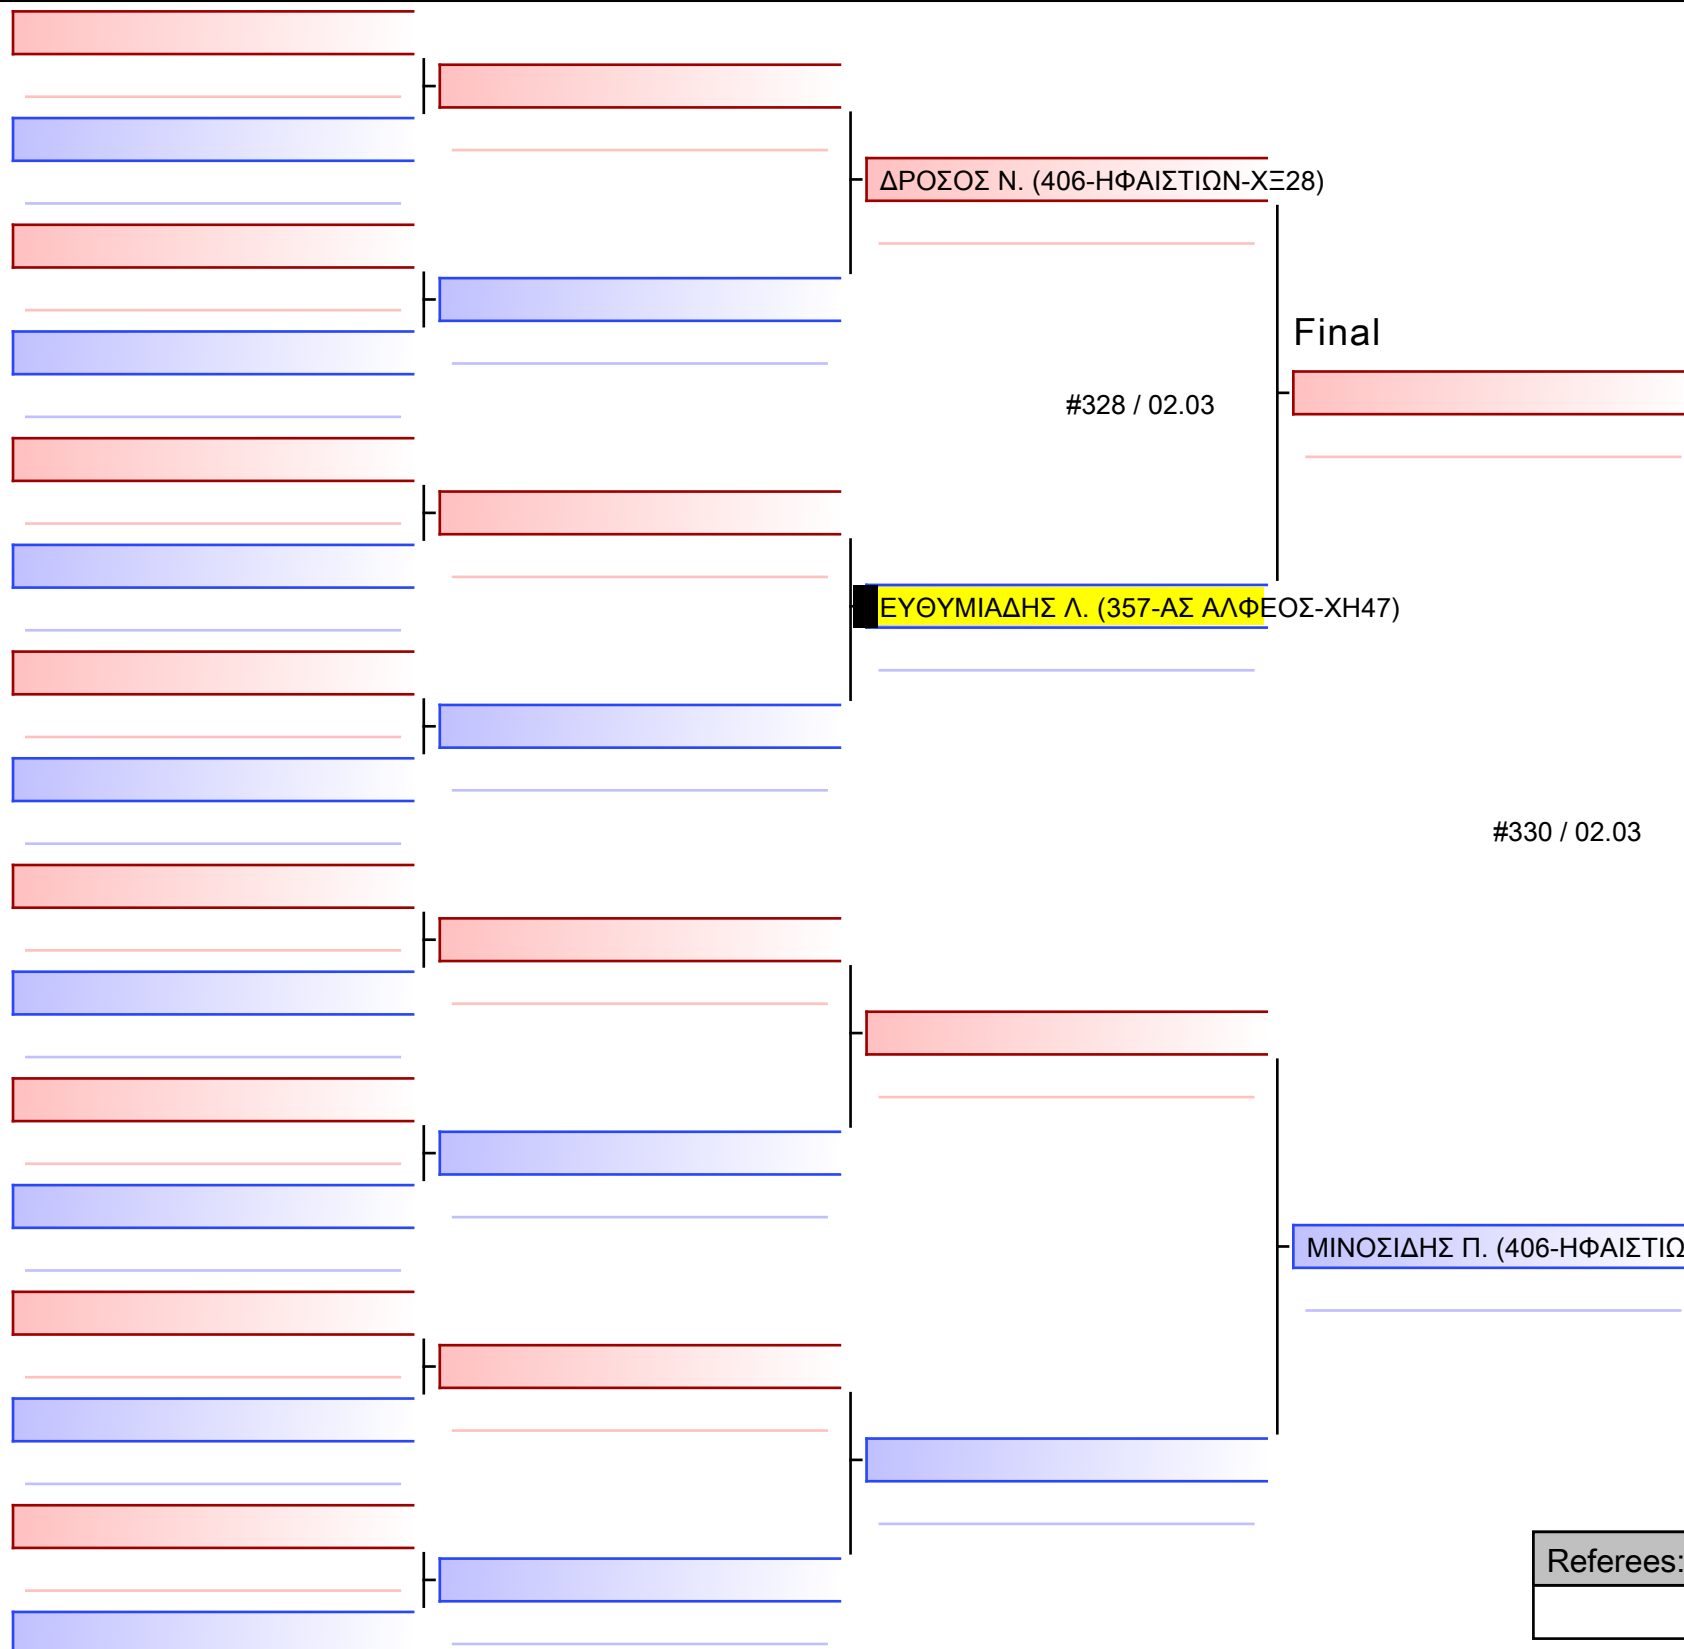 ΔΡΟΣΟΣ Ν. (406-ΗΦΑΙΣΤΙΩΝ-ΧΞ28)
Final
#328 / 02.03
ΕΥΘΥΜΙΑΔΗΣ Λ. (357-ΑΣ ΑΛΦΕΟΣ-ΧΗ47)
#330 / 02.03
ΜΙΝΟΣΙΔΗΣ Π. (406-ΗΦΑΙΣΤΙΩ
Referees: